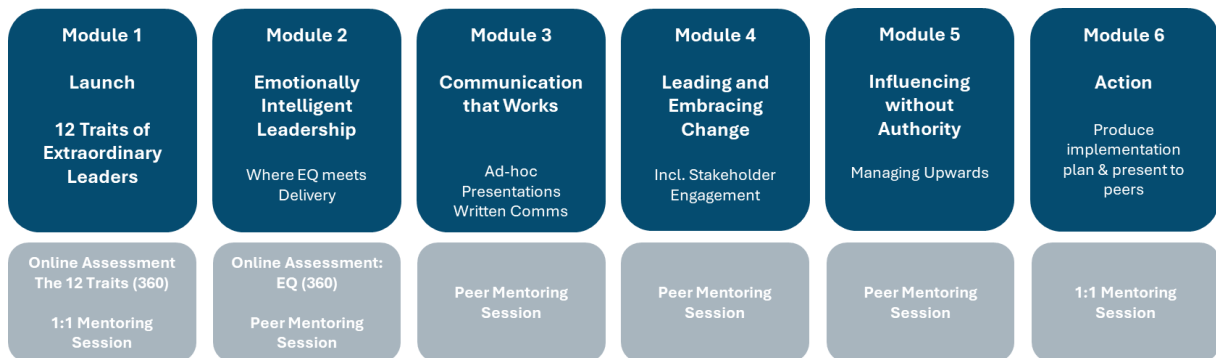 Module 1
Launch
12 Traits of
Extraordinary
Leaders
Module 2
Emotionally
Intelligent
Leadership
Where EQ meets
Delivery
Module 3
Communication
that Works
Ad-hoc
Presentations
Written Comms
Module 4
Leading and
Embracing
Change
Incl. Stakeholder
Engagement
Module 5
Influencing
without
Authority
Managing Upwards
Module 6
Action
Produce
implementation
plan & present to
peers
Online Assessment
The 12 Traits (360)
1:1 Mentoring
Session
Online Assessment:
EQ (360)
Peer Mentoring
Session
Peer Mentoring
Session
Peer Mentoring
Session
Peer Mentoring
Session
1:1 Mentoring
Session